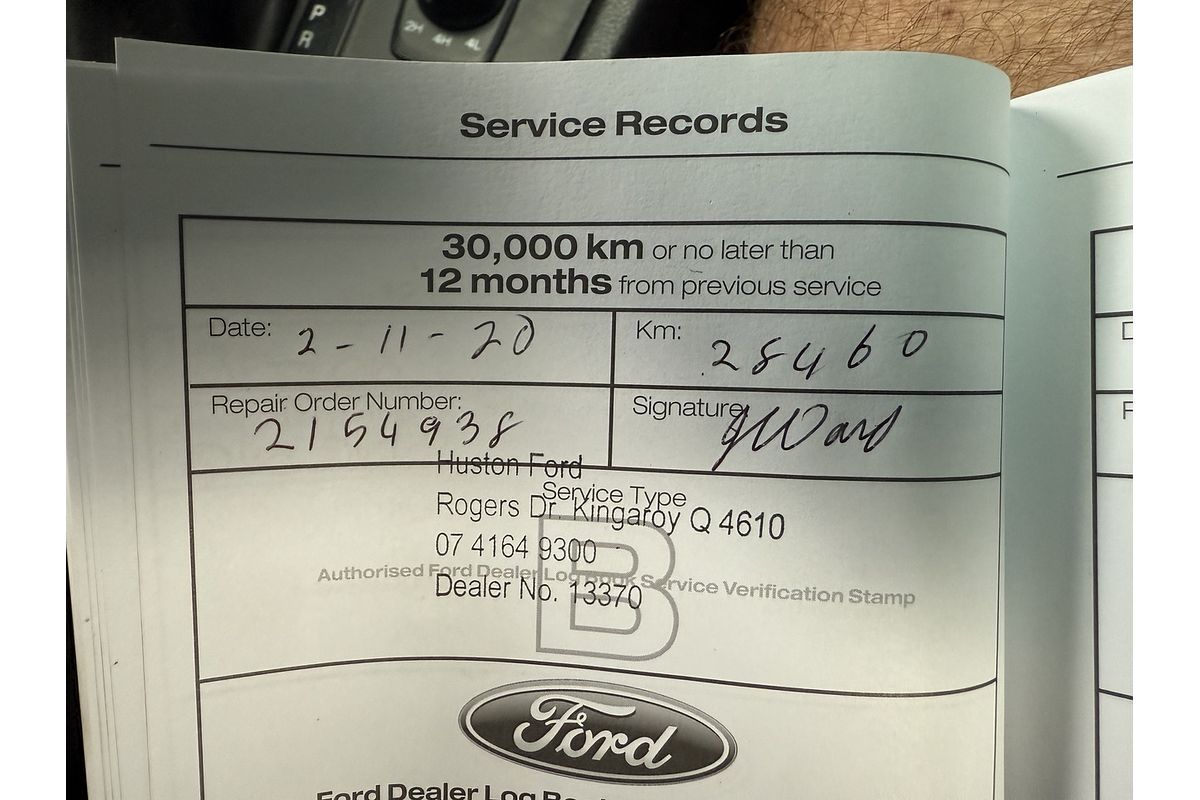 P
R
2H 4H 4L
Service Records
30,000 km or no later than
12 months from previous service
Date: 2-11-20
Km: 28460
Repair Order Number:
2154938
Signature
JWard
Huston Ford
Service Type
Rogers Dr. Kingaroy Q 4610
07 4164 9300
B
Authorised Ford Dealer Log Book Service Verification Stamp
Dealer No. 13370
Ford
Ford Dealer Log